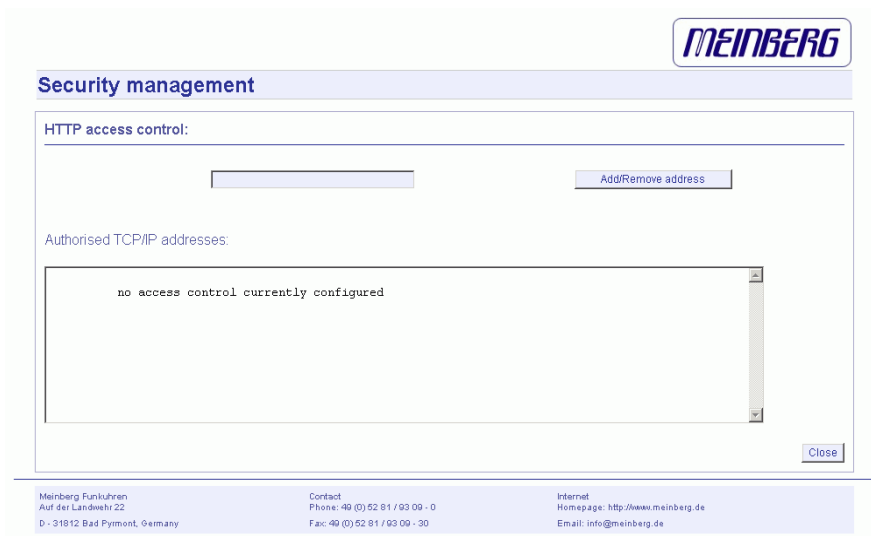 MEINBERG
Security management
HTTP access control:
Add/Remove address
Authorised TCP/IP addresses:
no access control currently configured
Close
Meinberg Funkuhren
Auf der Landwehr 22
D - 31812 Bad Pyrmont, Germany
Contact
Phone: 49 (0) 52 81 / 93 09 - 0
Fax: 49 (0) 52 81 / 93 09 - 30
Internet
Homepage: http://www.meinberg.de
Email: info@meinberg.de